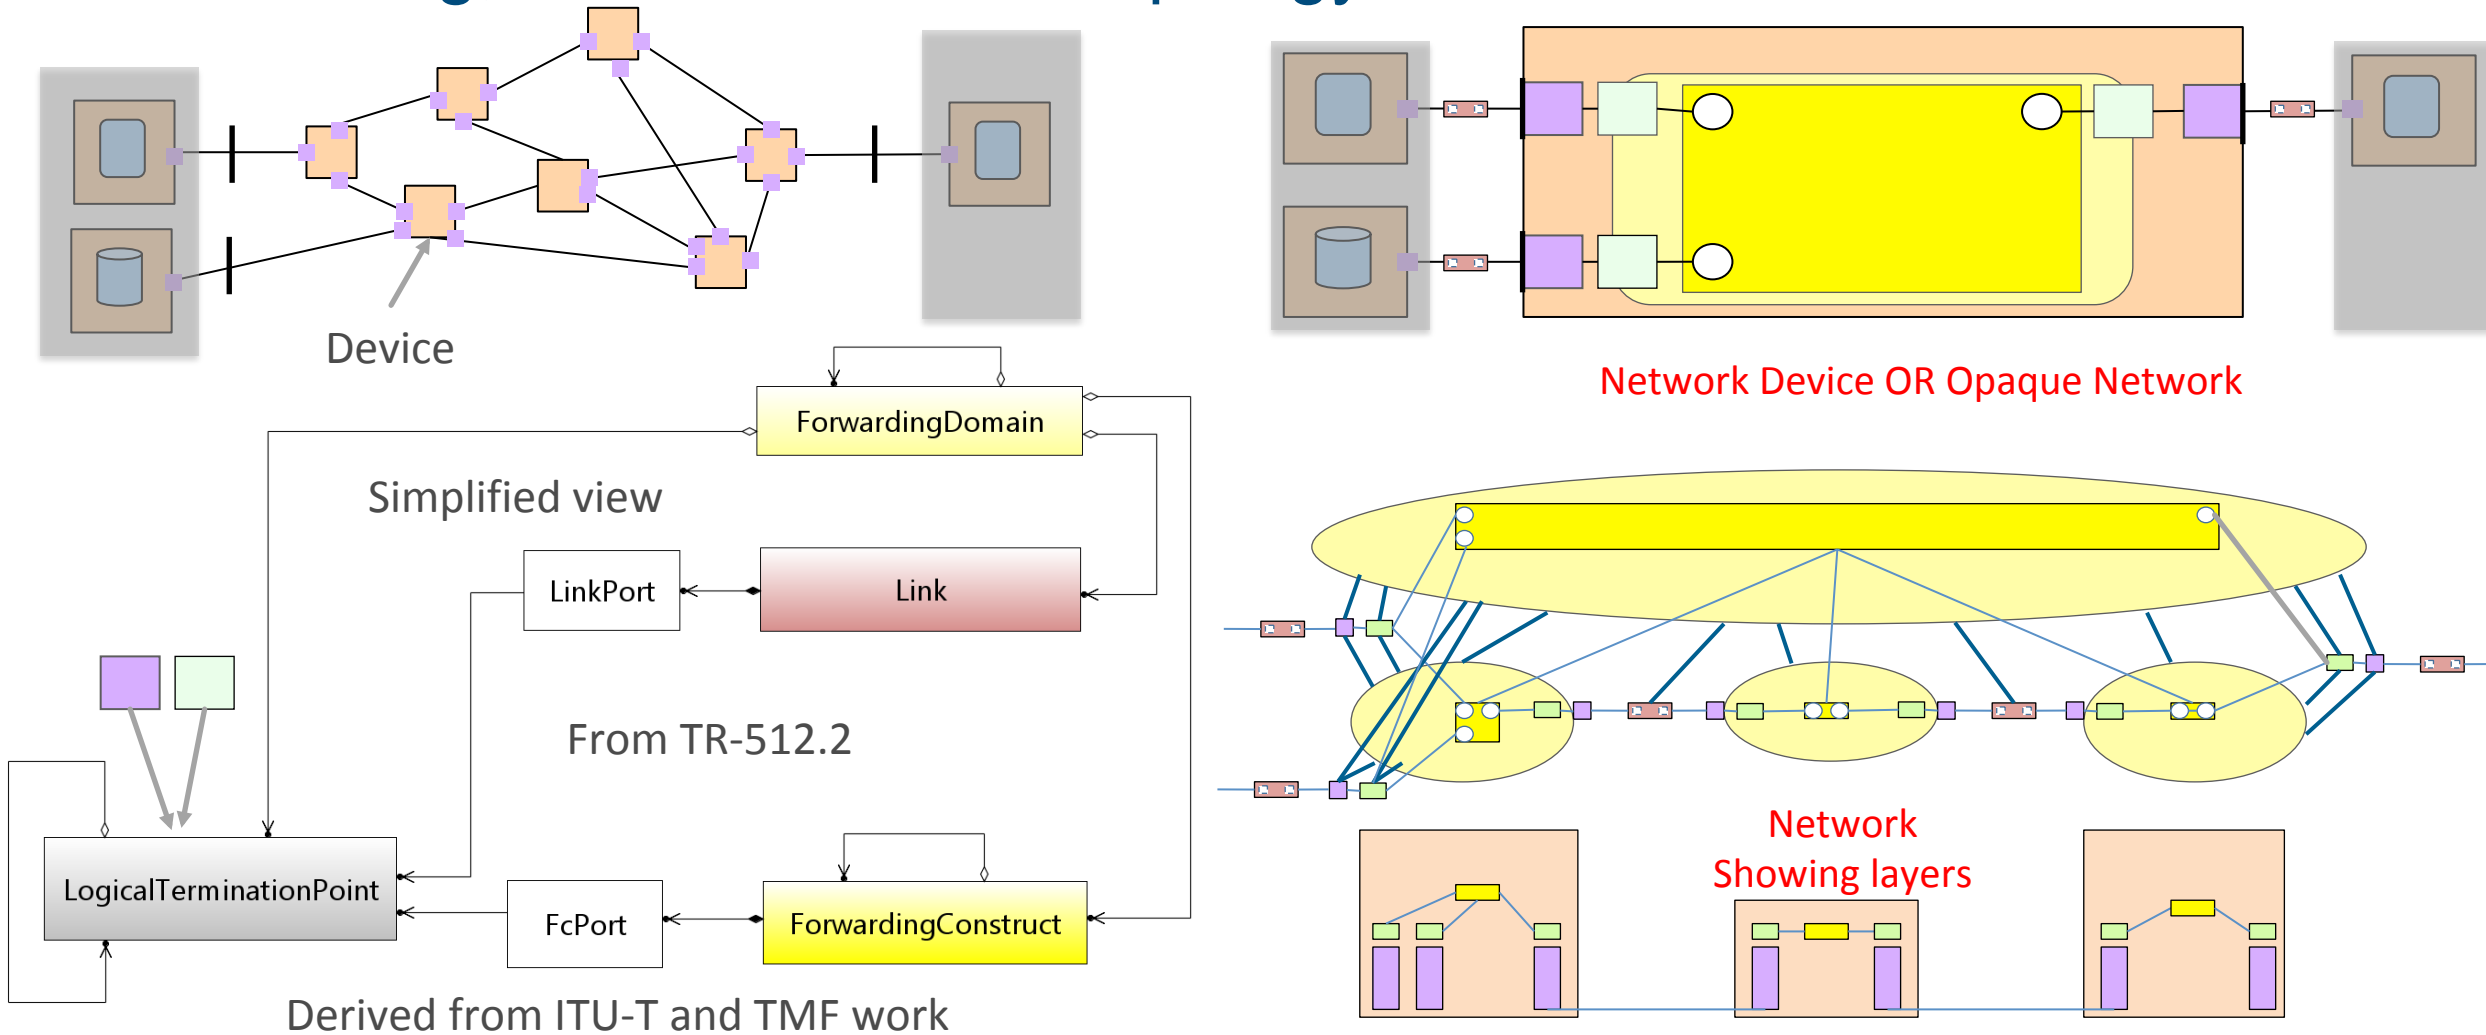 Device
Network Device OR Opaque Network
ForwardingDomain
Simplified view
LinkPort
Link
From TR-512.2
Network
Showing layers
LogicalTerminationPoint
FcPort
ForwardingConstruct
Derived from ITU-T and TMF work